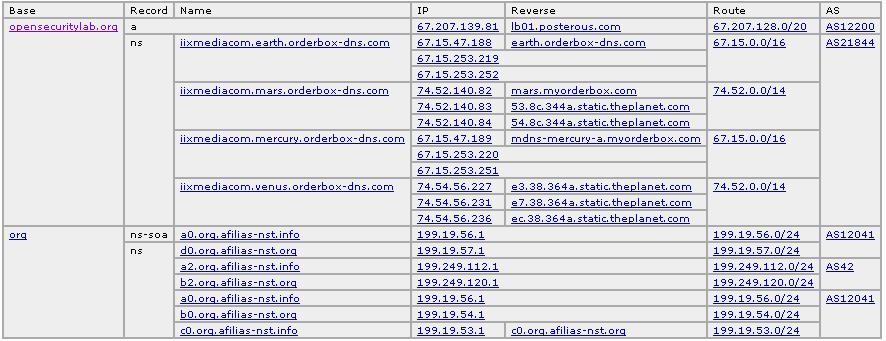 Base Record Name IP Reverse Route AS
opensecuritylab.org a 67.207.139.81 lb01.posterous.com 67.207.128.0/20 AS12200
ns iixmediacom.earth.orderbox-dns.com 67.15.47.188 earth.orderbox-dns.com 67.15.0.0/16 AS21844
67.15.253.219
67.15.253.252
iixmediacom.mars.orderbox-dns.com 74.52.140.82 mars.myorderbox.com 74.52.0.0/14
74.52.140.83 53.8c.344a.static.theplanet.com
74.52.140.84 54.8c.344a.static.theplanet.com
iixmediacom.mercury.orderbox-dns.com 67.15.47.189 mdns-mercury-a.myorderbox.com 67.15.0.0/16
67.15.253.220
67.15.253.251
iixmediacom.venus.orderbox-dns.com 74.54.56.227 e3.38.364a.static.theplanet.com 74.52.0.0/14
74.54.56.231 e7.38.364a.static.theplanet.com
74.54.56.236 ec.38.364a.static.theplanet.com
org ns-soa a0.org.afilias-nst.info 199.19.56.1 199.19.56.0/24 AS12041
ns d0.org.afilias-nst.org 199.19.57.1 199.19.57.0/24
a2.org.afilias-nst.info 199.249.112.1 199.249.112.0/24 AS42
b2.org.afilias-nst.org 199.249.120.1 199.249.120.0/24
a0.org.afilias-nst.info 199.19.56.1 199.19.56.0/24 AS12041
b0.org.afilias-nst.org 199.19.54.1 199.19.54.0/24
c0.org.afilias-nst.info 199.19.53.1 c0.org.afilias-nst.org 199.19.53.0/24